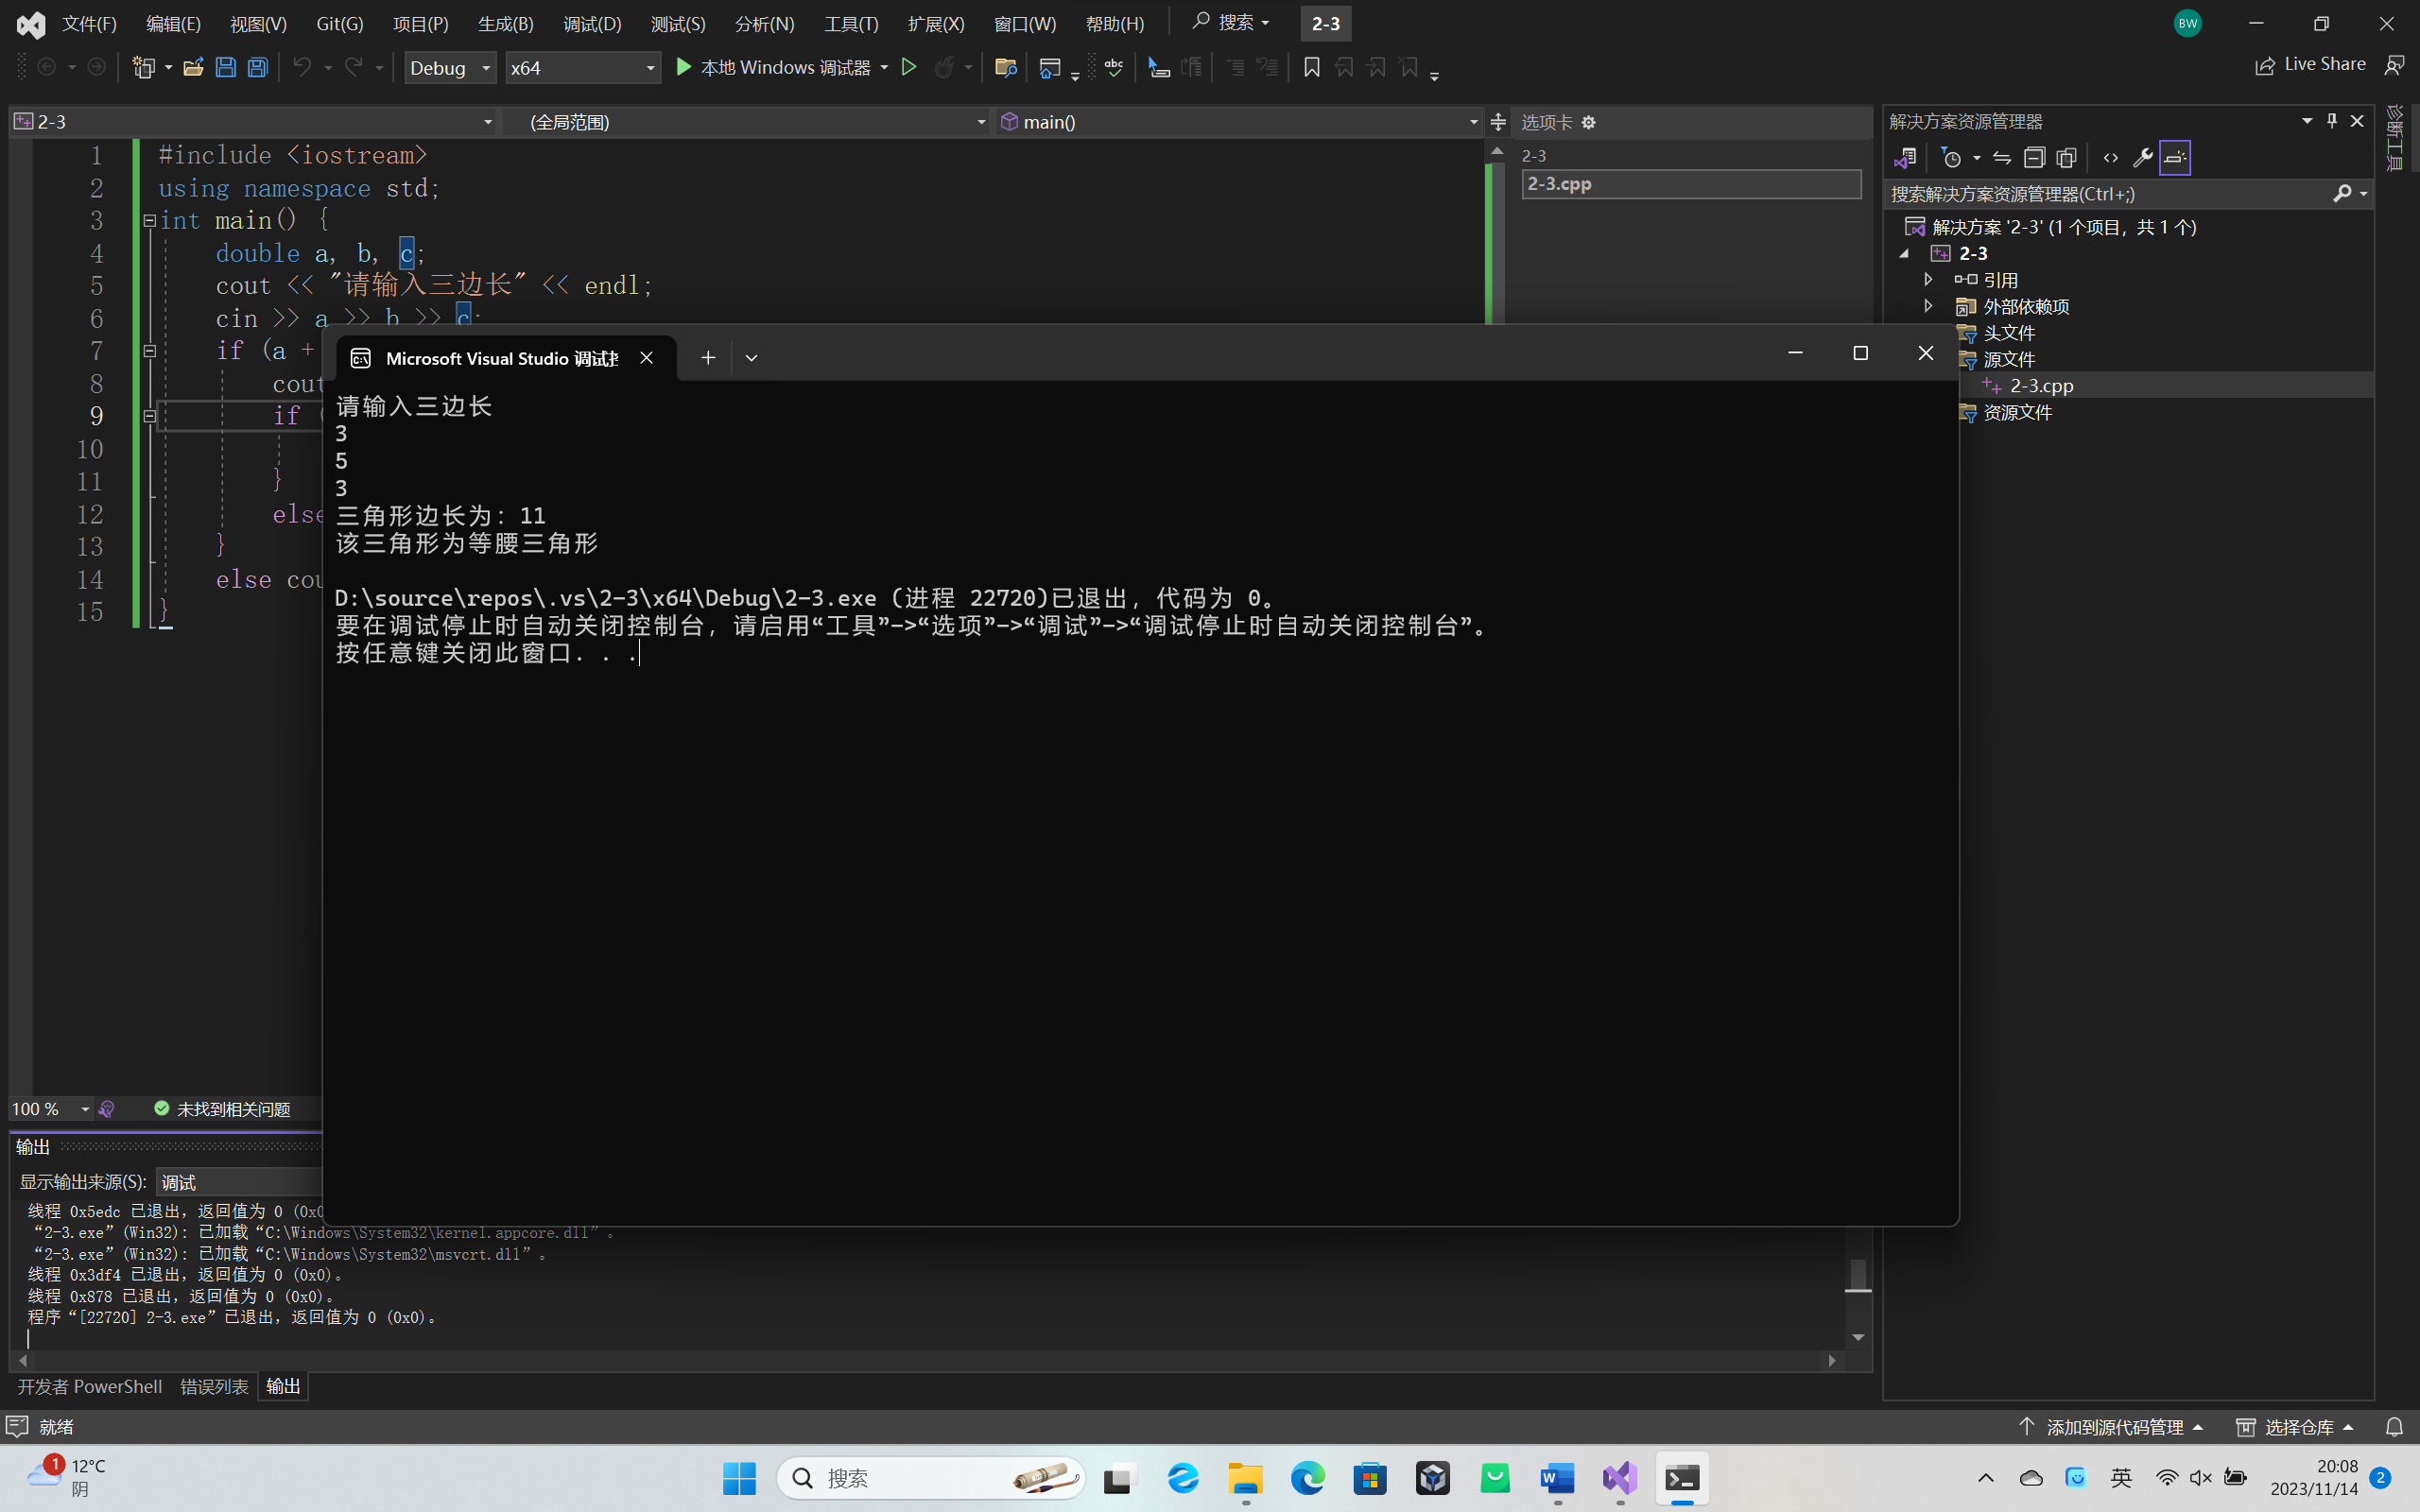 文件(F) 编辑(E) 视图(V) Git(G) 项目(P) 生成(B) 调试(D) 测试(S) 分析(N) 工具(T) 扩展(X) 窗口(W) 帮助(H) 搜索 2-3 BW
Debug x64 本地 Windows 调试器 abc Live Share
2-3 (全局范围) main() 选项卡 解决方案资源管理器 诊断工具
2-3
2-3.cpp
搜索解决方案资源管理器(Ctrl+;)
解决方案 '2-3' (1 个项目，共 1 个)
2-3
引用
外部依赖项
头文件
源文件
2-3.cpp
资源文件
1 #include <iostream>
2 using namespace std;
3 int main() {
4 double a, b, c;
5 cout << "请输入三边长" << endl;
6 cin >> a >> b >> c;
7 if (a +
8 cout
9 if (
10
11 }
12 else
13 }
14 else cou
15 }
Microsoft Visual Studio 调试
请输入三边长
3
5
3
三角形边长为：11
该三角形为等腰三角形
D:\source\repos\.vs\2-3\x64\Debug\2-3.exe (进程 22720)已退出，代码为 0。
要在调试停止时自动关闭控制台，请启用“工具”->“选项”->“调试”->“调试停止时自动关闭控制台”。
按任意键关闭此窗口. . .
100 % 未找到相关问题
输出
显示输出来源(S): 调试
线程 0x5edc 已退出，返回值为 0 (0x0
“2-3.exe”(Win32): 已加载“C:\Windows\System32\kernel.appcore.dll”。
“2-3.exe”(Win32): 已加载“C:\Windows\System32\msvcrt.dll”。
线程 0x3df4 已退出，返回值为 0 (0x0)。
线程 0x878 已退出，返回值为 0 (0x0)。
程序“[22720] 2-3.exe”已退出，返回值为 0 (0x0)。
开发者 PowerShell 错误列表 输出
就绪 添加到源代码管理 选择仓库
1 12°C
阴
搜索
英
20:08
2023/11/14
2